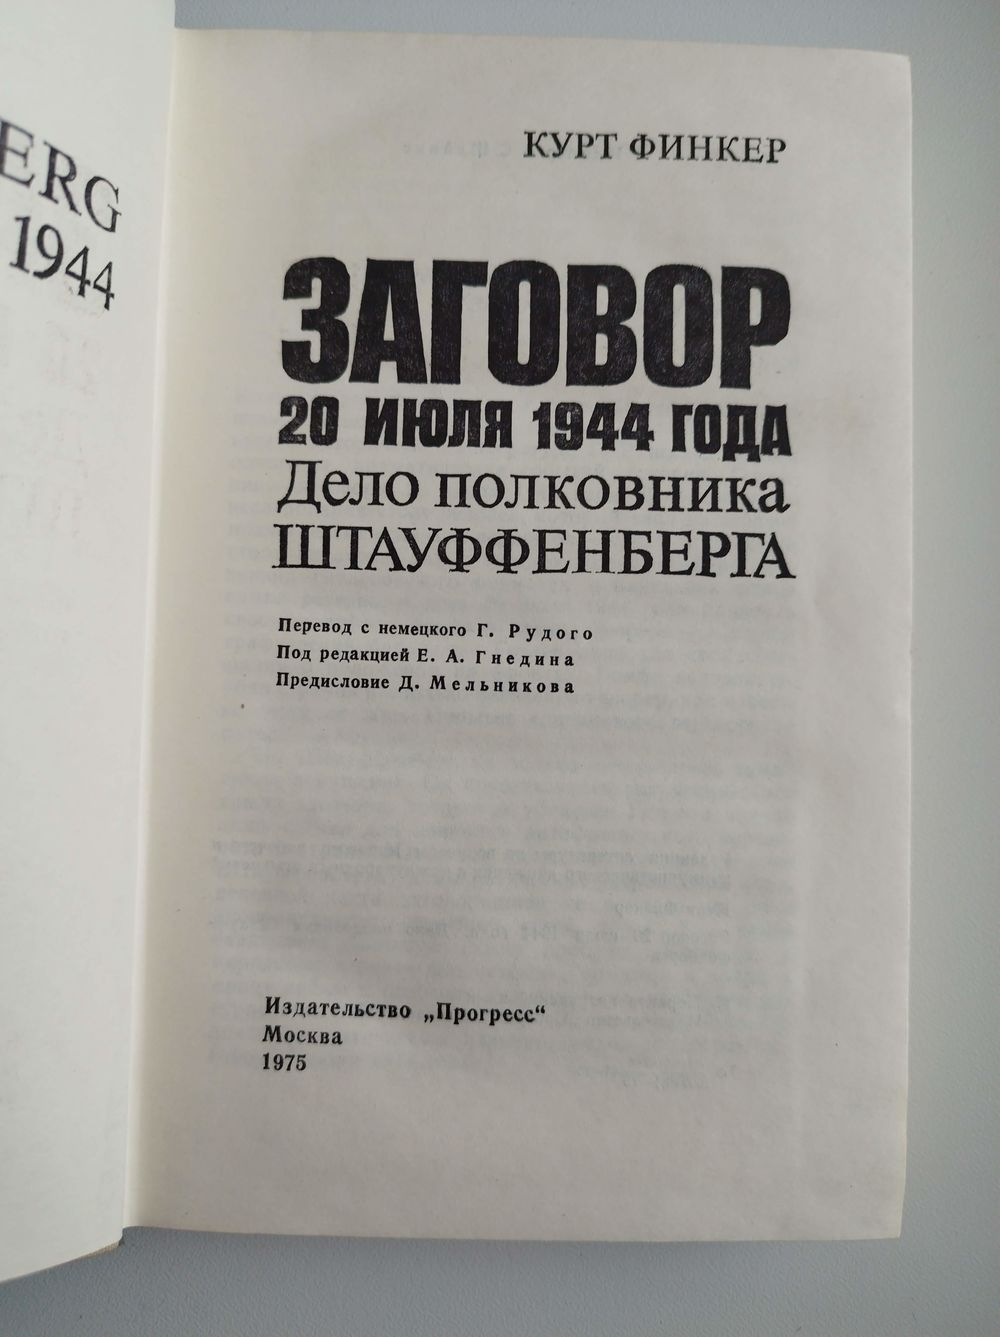 ERG
1944
КУРТ ФИНКЕР
ЗАГОВОР
20 ИЮЛЯ 1944 ГОДА
Дело полковника
ШТАУФФЕНБЕРГА
Перевод с немецкого Г. Рудого
Под редакцией Е. А. Гнедина
Предисловие Д. Мельникова
Издательство „Прогресс“
Москва
1975